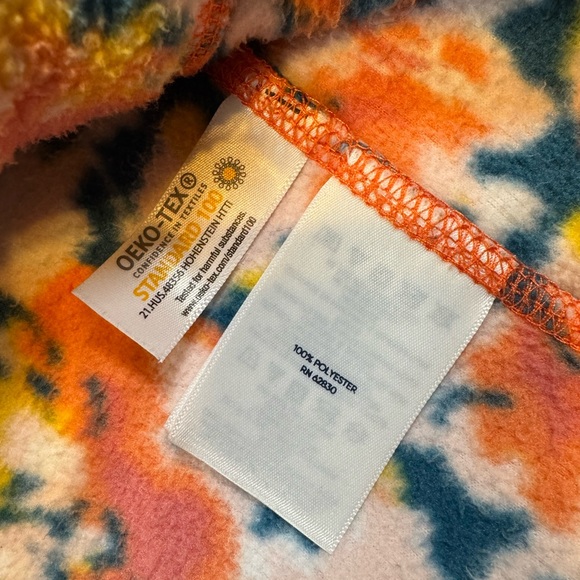 OEKO-TEX®
CONFIDENCE IN TEXTILES
STANDARD 100
21.HUS.48356 HOHENSTEIN HTTI
Tested for harmful substances.
www.oeko-tex.com/standard100
100% POLYESTER
RN 62830